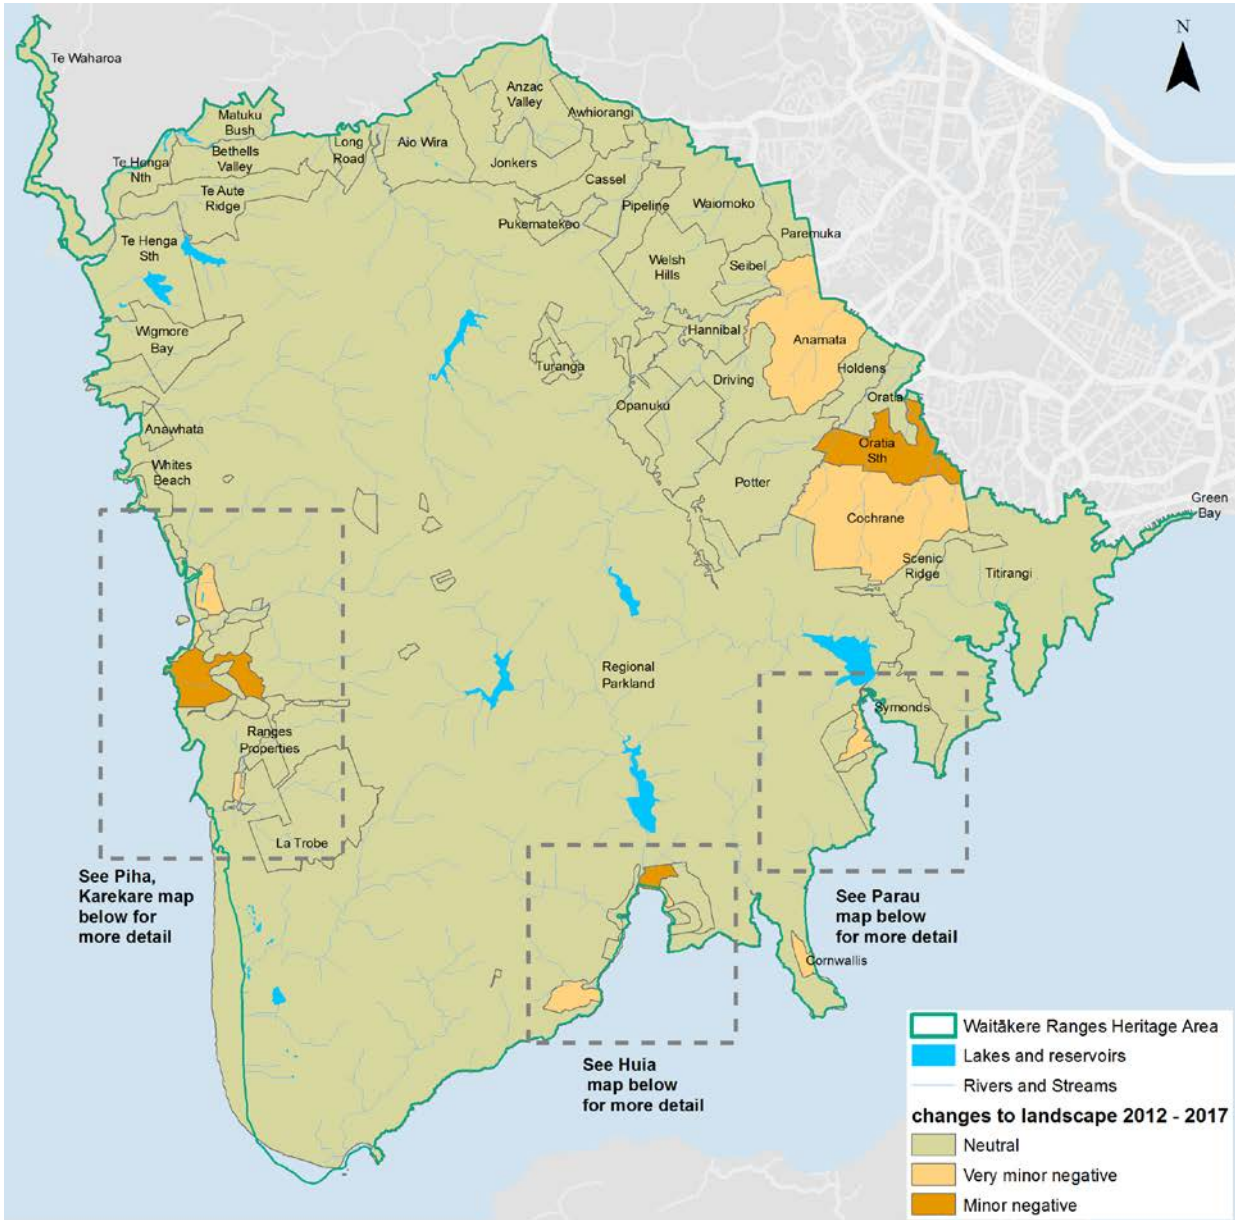 N
Te Waharoa
Matuku
Bush
Anzac
Valley
Awhiorangi
Long
Road
Aio Wira
Bethells
Valley
Te Henga
Nth
Jonkers
Cassel
Te Aute
Ridge
Pipeline
Waiomoko
Pukematekeo
Paremuka
Te Henga
Sth
Welsh
Hills
Seibel
Wigmore
Bay
Hannibal
Anamata
Turanga
Driving
Holdens
Opanuku
Oratia
Anawhata
Oratia
Sth
Whites
Beach
Potter
Green
Bay
Cochrane
Scenic
Ridge
Titirangi
Regional
Parkland
Symonds
Ranges
Properties
La Trobe
See Piha,
Karekare map
below for
more detail
See Parau
map below
for more detail
Cornwallis
See Huia
map below
for more detail
Waitākere Ranges Heritage Area
Lakes and reservoirs
Rivers and Streams
changes to landscape 2012 - 2017
Neutral
Very minor negative
Minor negative